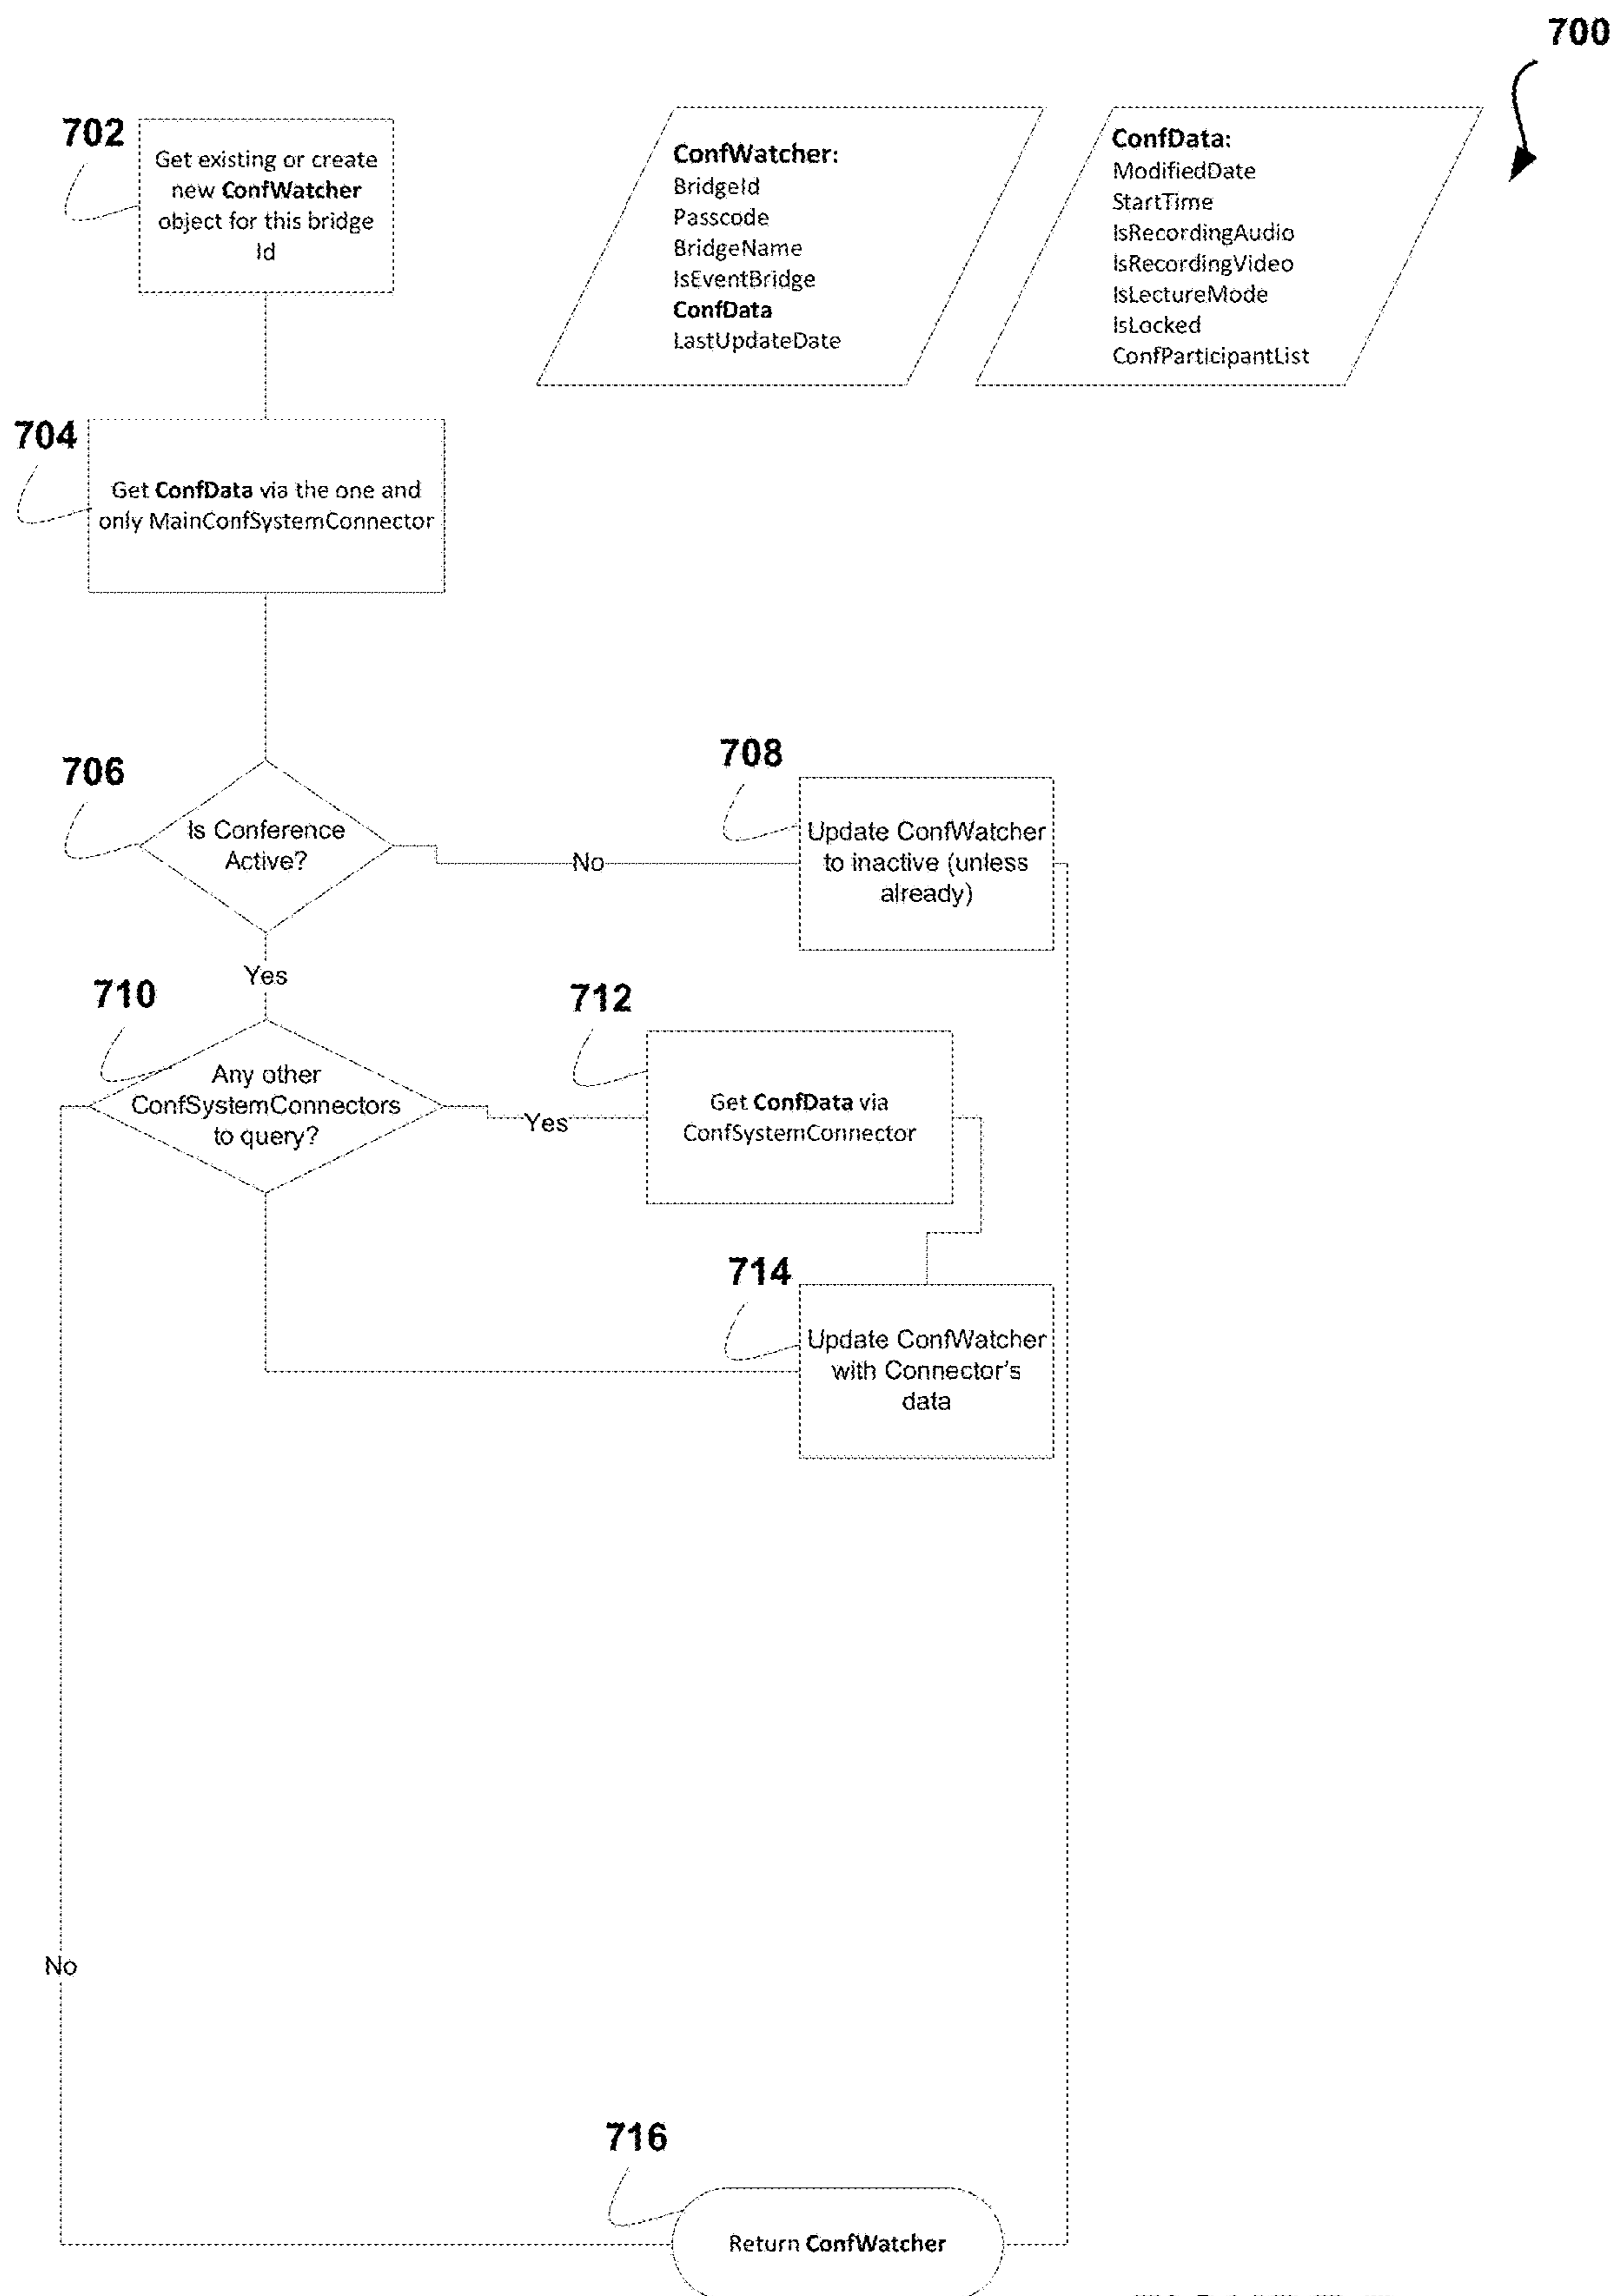 700
702
Get existing or create
new ConfWatcher
object for this bridge
Id
ConfWatcher:
BridgeId
Passcode
BridgeName
IsEventBridge
ConfData
LastUpdateDate
ConfData:
ModifiedDate
StartTime
IsRecordingAudio
IsRecordingVideo
IsLectureMode
IsLocked
ConfParticipantList
704
Get ConfData via the one and
only MainConfSystemConnector
706
Is Conference
Active?
No
708
Update ConfWatcher
to inactive (unless
already)
Yes
710
Any other
ConfSystemConnectors
to query?
Yes
712
Get ConfData via
ConfSystemConnector
714
Update ConfWatcher
with Connector's
data
No
716
Return ConfWatcher